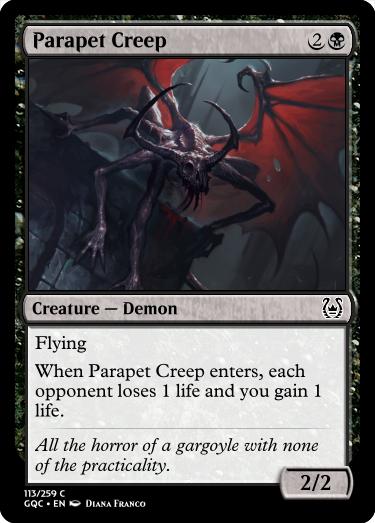 Parapet Creep 2
Creature — Demon
Flying
When Parapet Creep enters, each
opponent loses 1 life and you gain 1
life.
All the horror of a gargoyle with none
of the practicality.
2/2
113/259 C
GQC • EN Diana Franco